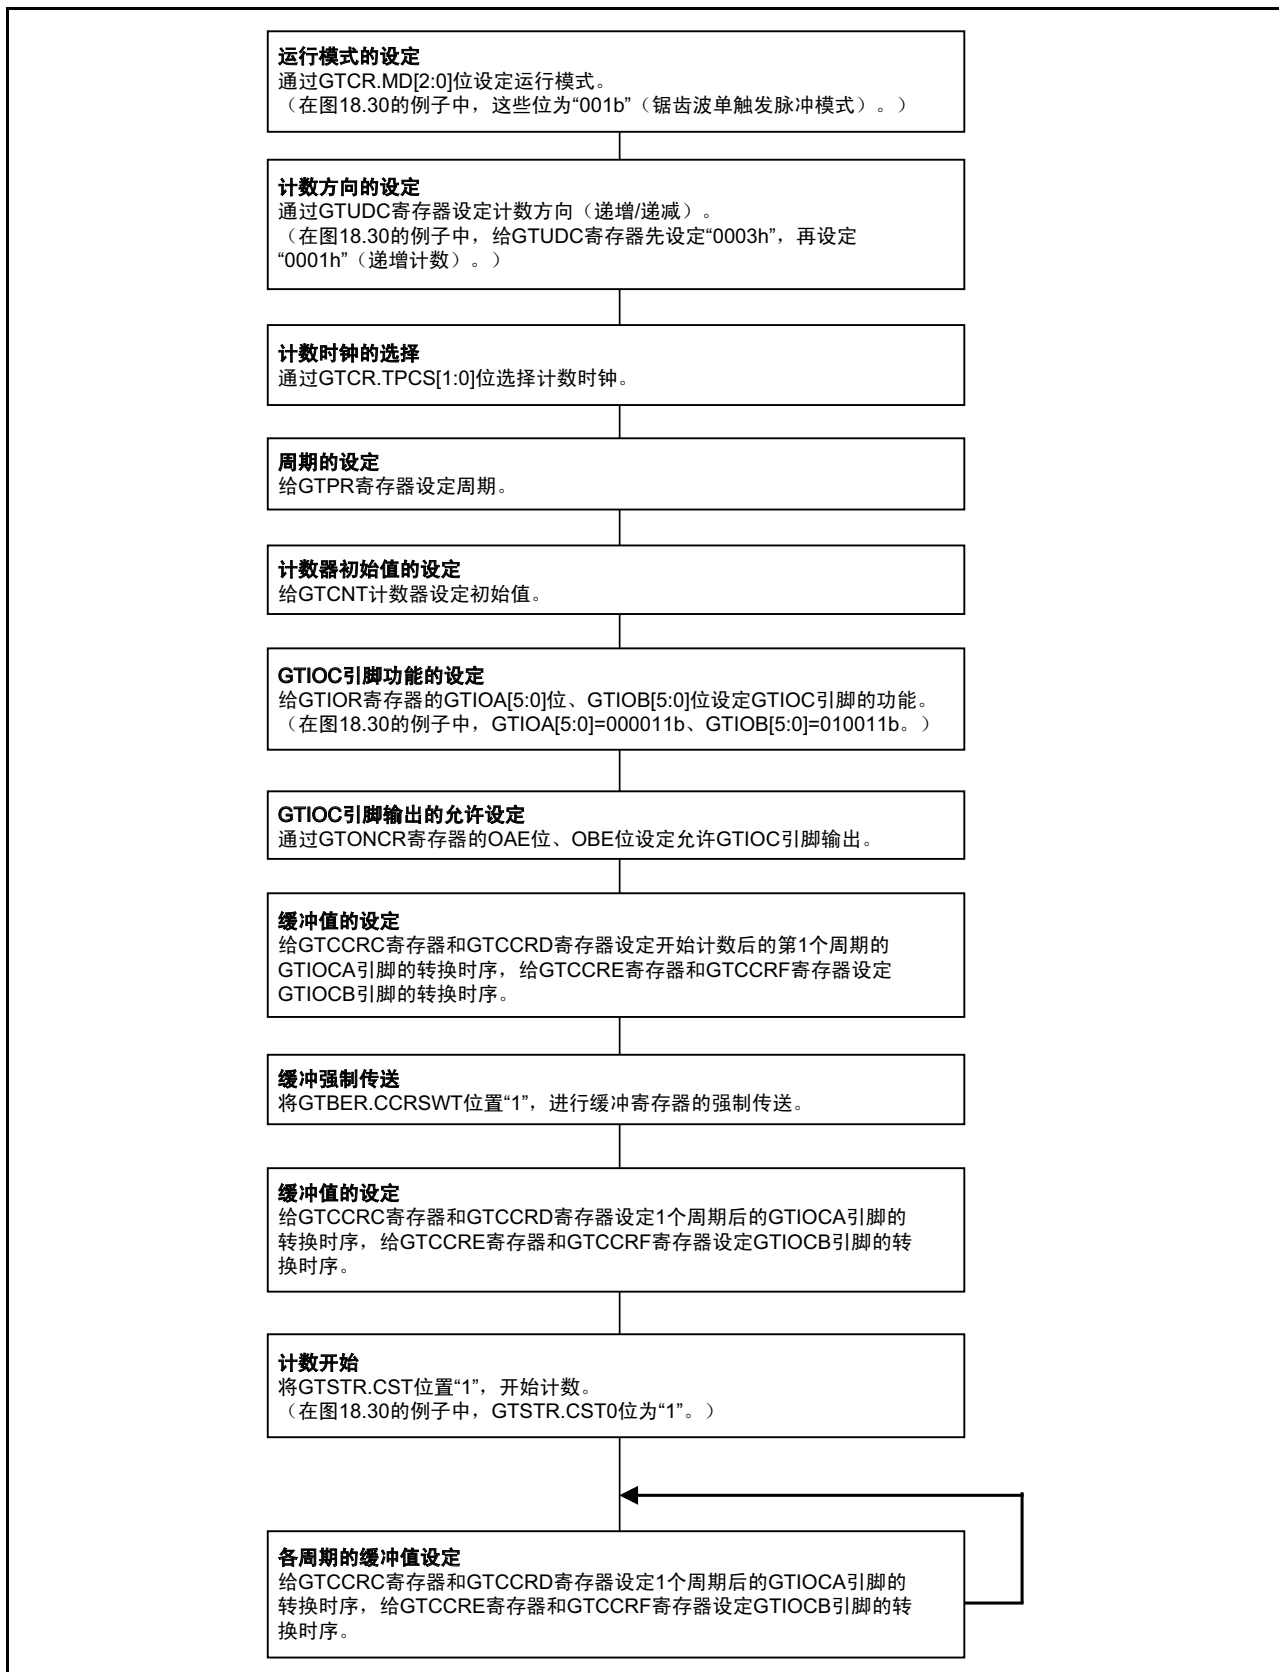 运行模式的设定
通过GTCR.MD[2:0]位设定运行模式。
（在图18.30的例子中，这些位为“001b”（锯齿波单触发脉冲模式）。）
计数方向的设定
通过GTUDC寄存器设定计数方向（递增/递减）。
（在图18.30的例子中，给GTUDC寄存器先设定“0003h”，再设定
“0001h”（递增计数）。）
计数时钟的选择
通过GTCR.TPCS[1:0]位选择计数时钟。
周期的设定
给GTPR寄存器设定周期。
计数器初始值的设定
给GTCNT计数器设定初始值。
GTIOC引脚功能的设定
给GTIOR寄存器的GTIOA[5:0]位、GTIOB[5:0]位设定GTIOC引脚的功能。
（在图18.30的例子中，GTIOA[5:0]=000011b、GTIOB[5:0]=010011b。）
GTIOC引脚输出的允许设定
通过GTONCR寄存器的OAE位、OBE位设定允许GTIOC引脚输出。
缓冲值的设定
给GTCCRC寄存器和GTCCRD寄存器设定开始计数后的第1个周期的
GTIOCA引脚的转换时序，给GTCCRE寄存器和GTCCRF寄存器设定
GTIOCB引脚的转换时序。
缓冲强制传送
将GTBER.CCRSWT位置“1”，进行缓冲寄存器的强制传送。
缓冲值的设定
给GTCCRC寄存器和GTCCRD寄存器设定1个周期后的GTIOCA引脚的
转换时序，给GTCCRE寄存器和GTCCRF寄存器设定GTIOCB引脚的转
换时序。
计数开始
将GTSTR.CST位置“1”，开始计数。
（在图18.30的例子中，GTSTR.CST0位为“1”。）
各周期的缓冲值设定
给GTCCRC寄存器和GTCCRD寄存器设定1个周期后的GTIOCA引脚的
转换时序，给GTCCRE寄存器和GTCCRF寄存器设定GTIOCB引脚的转
换时序。